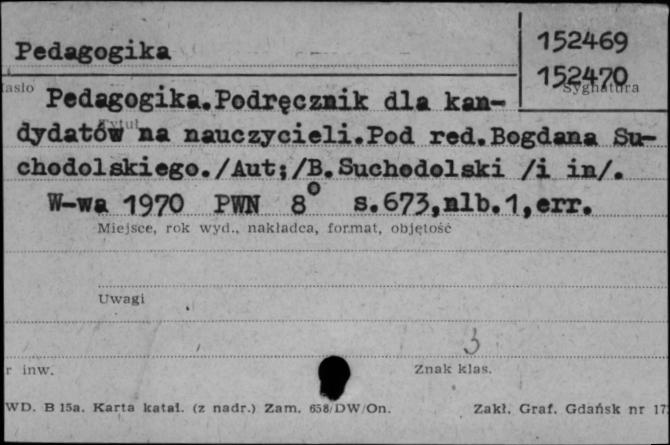 Pedagogika
152469
152470
Sygnatura
asło
Pedagogika.Podręcznik dla kan-
Tytuł
dydatów na nauczycieli.Pod red.Bogdana Su-
chodolskiego./Aut;/B.Suchodolski /i in/.
W-wa 1970 PWN 8° s.673,nlb.1,err.
Miejsce, rok wyd., nakładca, format, objętość
Uwagi
3
r inw.
Znak klas.
WD. B 15a. Karta katal. (z nadr.) Zam. 658/DW/On.
Zakł. Graf. Gdańsk nr 17